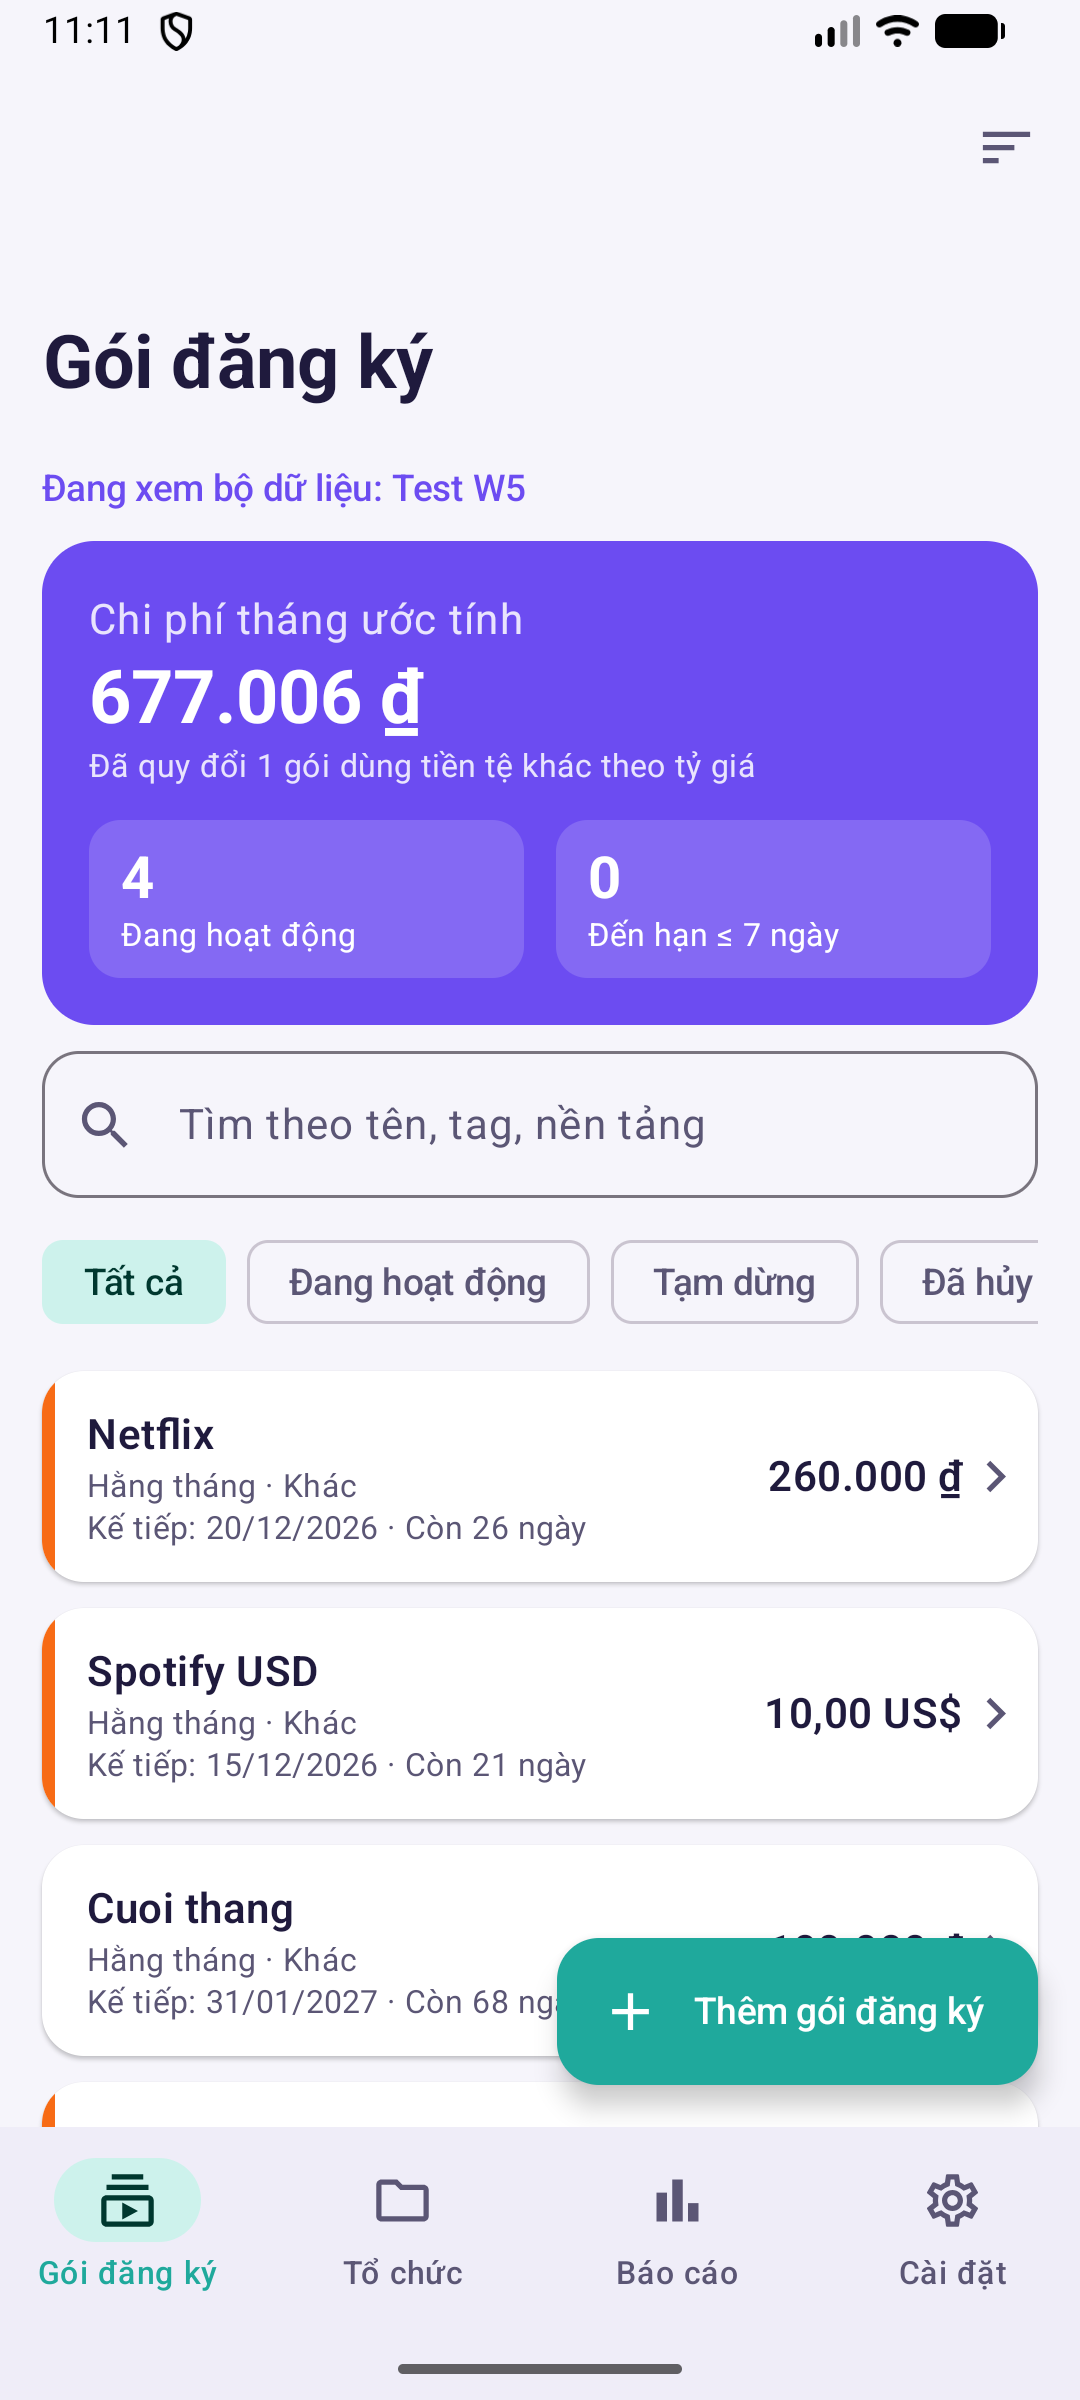 11:11
Gói đăng ký
Đang xem bộ dữ liệu: Test W5
Chi phí tháng ước tính
677.006 ₫
Đã quy đổi 1 gói dùng tiền tệ khác theo tỷ giá
4
Đang hoạt động
0
Đến hạn ≤ 7 ngày
Tìm theo tên, tag, nền tảng
Tất cả
Đang hoạt động
Tạm dừng
Đã hủy
Netflix
Hằng tháng · Khác
Kế tiếp: 20/12/2026 · Còn 26 ngày
260.000 ₫
Spotify USD
Hằng tháng · Khác
Kế tiếp: 15/12/2026 · Còn 21 ngày
10,00 US$
Cuoi thang
Hằng tháng · Khác
Kế tiếp: 31/01/2027 · Còn 68
Thêm gói đăng ký
Gói đăng ký
Tổ chức
Báo cáo
Cài đặt